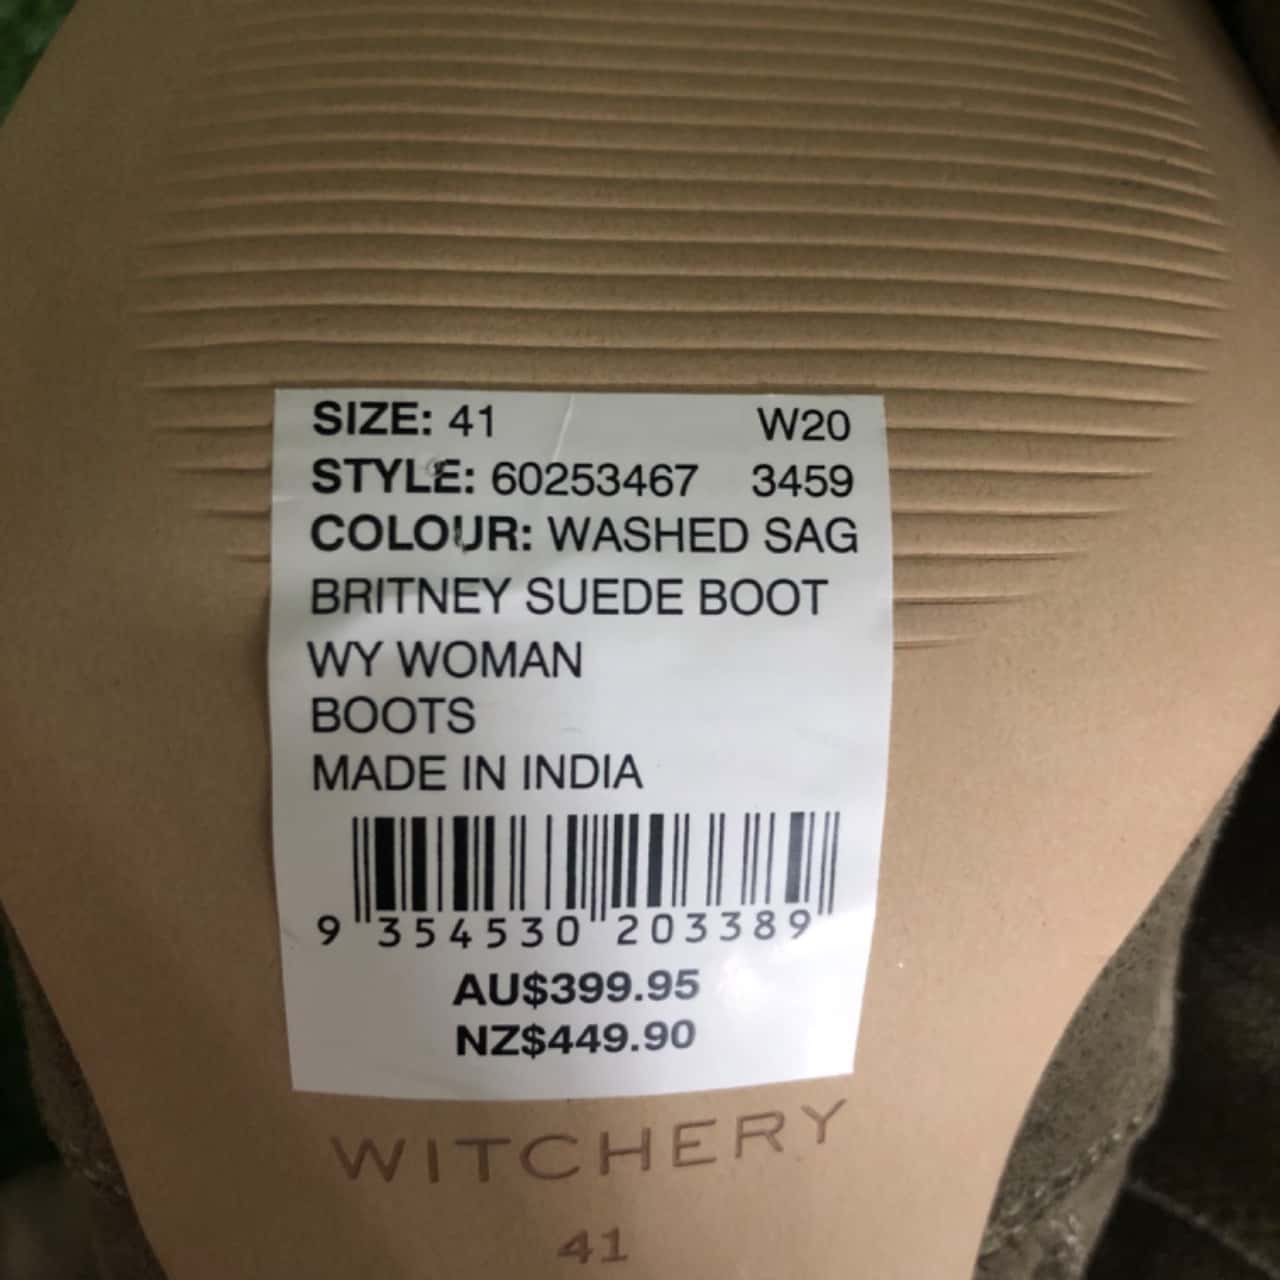 SIZE: 41 W20
STYLE: 60253467 3459
COLOUR: WASHED SAG
BRITNEY SUEDE BOOT
WY WOMAN
BOOTS
MADE IN INDIA
9 354530 203389
AU$399.95
NZ$449.90
WITCHERY
41